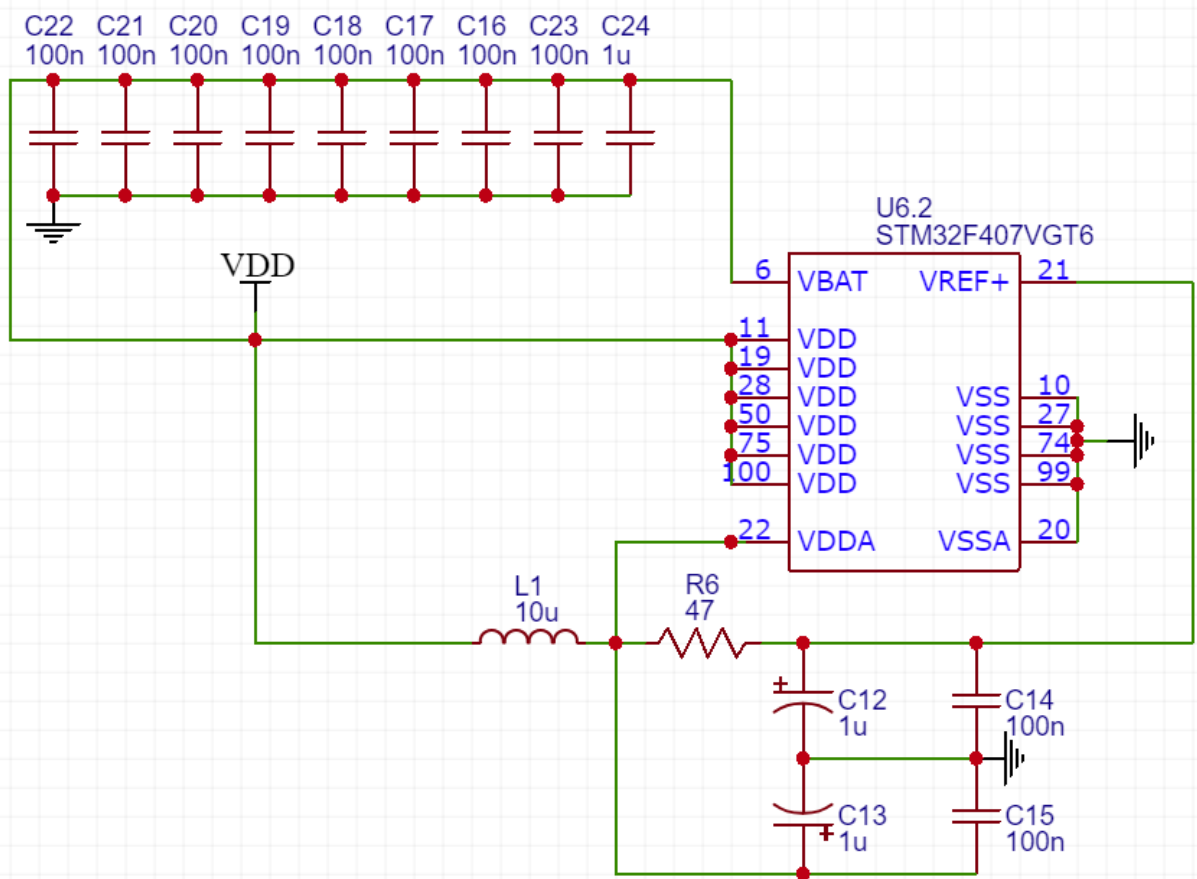 C22 C21 C20 C19 C18 C17 C16 C23 C24
100n 100n 100n 100n 100n 100n 100n 100n 1u
U6.2
STM32F407VGT6
VDD
6 VBAT VREF+ 21
11 VDD
19 VDD
28 VDD VSS 10
50 VDD VSS 27
75 VDD VSS 74
100 VDD VSS 99
22 VDDA VSSA 20
L1
10u
R6
47
+ C12 C14
1u 100n
C13 C15
+ 1u 100n